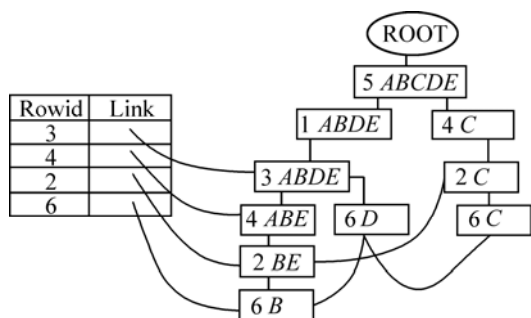 ROOT
5 ABCDE
Rowid Link
3
4
2
6
1 ABDE
4 C
3 ABDE
2 C
4 ABE
6 D
6 C
2 BE
6 B